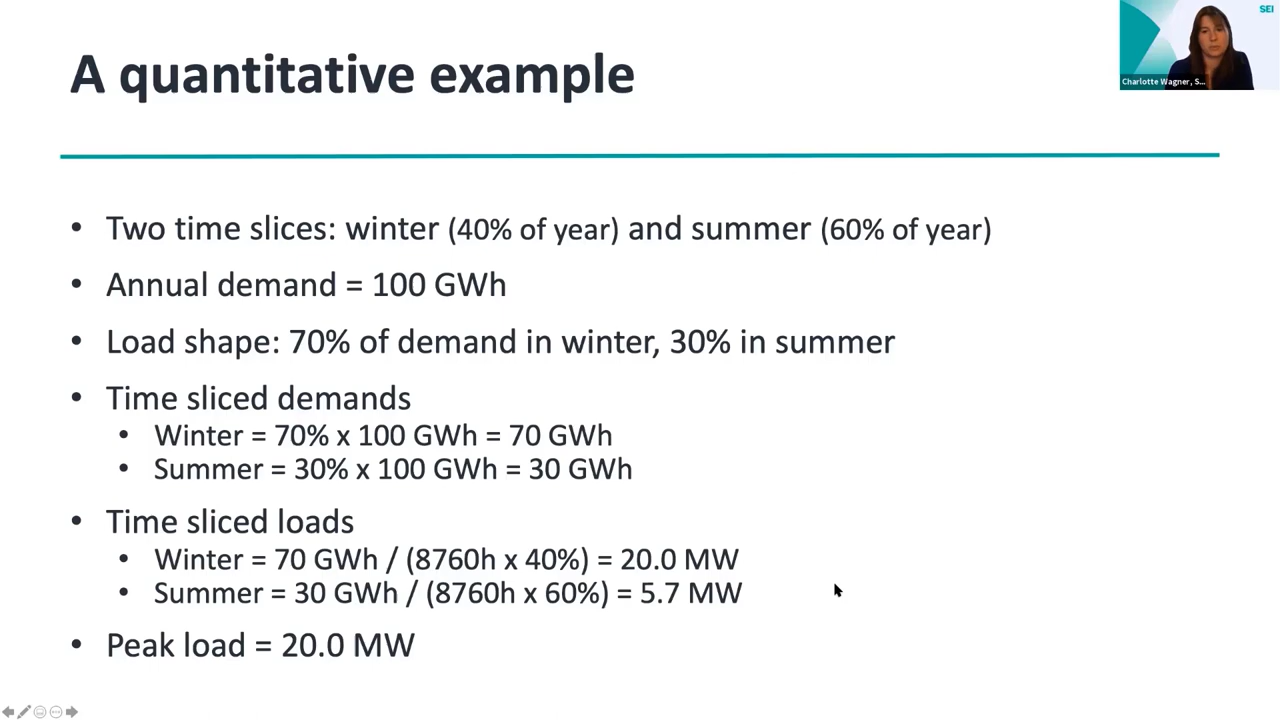 SEI
Charlotte Wagner, S...
A quantitative example
• Two time slices: winter (40% of year) and summer (60% of year)
• Annual demand = 100 GWh
• Load shape: 70% of demand in winter, 30% in summer
• Time sliced demands
• Winter = 70% x 100 GWh = 70 GWh
• Summer = 30% x 100 GWh = 30 GWh
• Time sliced loads
• Winter = 70 GWh / (8760h x 40%) = 20.0 MW
• Summer = 30 GWh / (8760h x 60%) = 5.7 MW
• Peak load = 20.0 MW